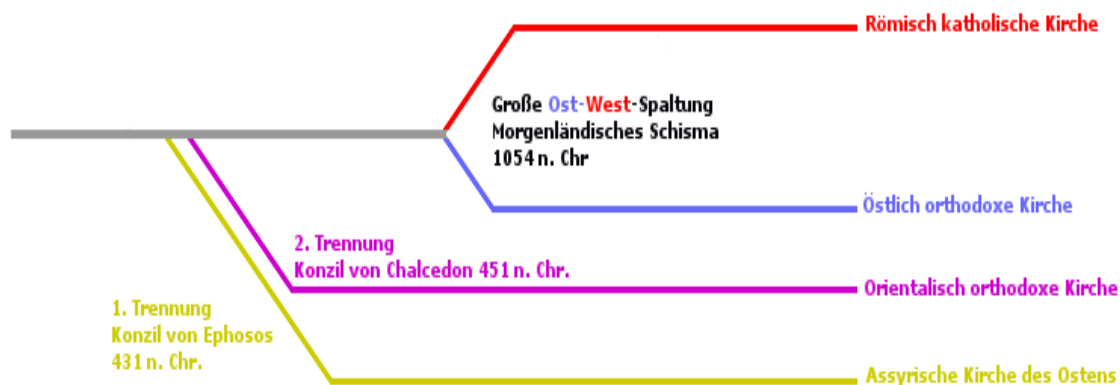 Römisch katholische Kirche
Große Ost-West-Spaltung
Morgenländisches Schisma
1054 n. Chr
Östlich orthodoxe Kirche
2. Trennung
Konzil von Chalcedon 451 n. Chr.
Orientalisch orthodoxe Kirche
1. Trennung
Konzil von Ephosos
431 n. Chr.
Assyrische Kirche des Ostens